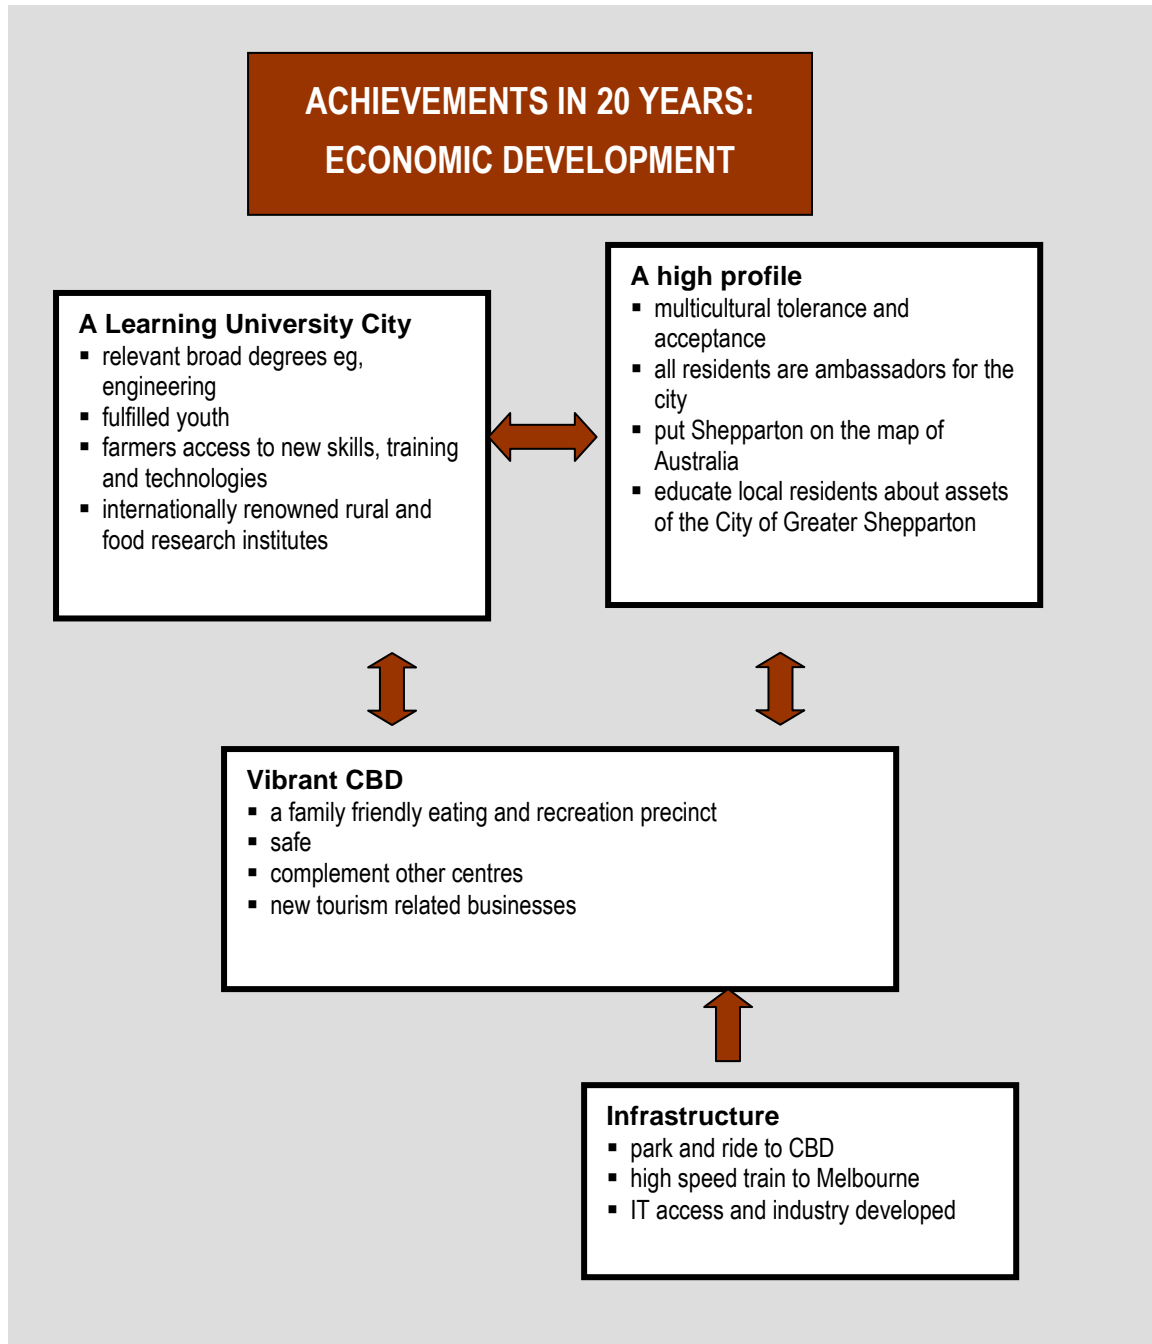 ACHIEVEMENTS IN 20 YEARS:
ECONOMIC DEVELOPMENT
A Learning University City
▪ relevant broad degrees eg,
engineering
▪ fulfilled youth
▪ farmers access to new skills, training
and technologies
▪ internationally renowned rural and
food research institutes
A high profile
▪ multicultural tolerance and
acceptance
▪ all residents are ambassadors for the
city
▪ put Shepparton on the map of
Australia
▪ educate local residents about assets
of the City of Greater Shepparton
Vibrant CBD
▪ a family friendly eating and recreation precinct
▪ safe
▪ complement other centres
▪ new tourism related businesses
Infrastructure
▪ park and ride to CBD
▪ high speed train to Melbourne
▪ IT access and industry developed